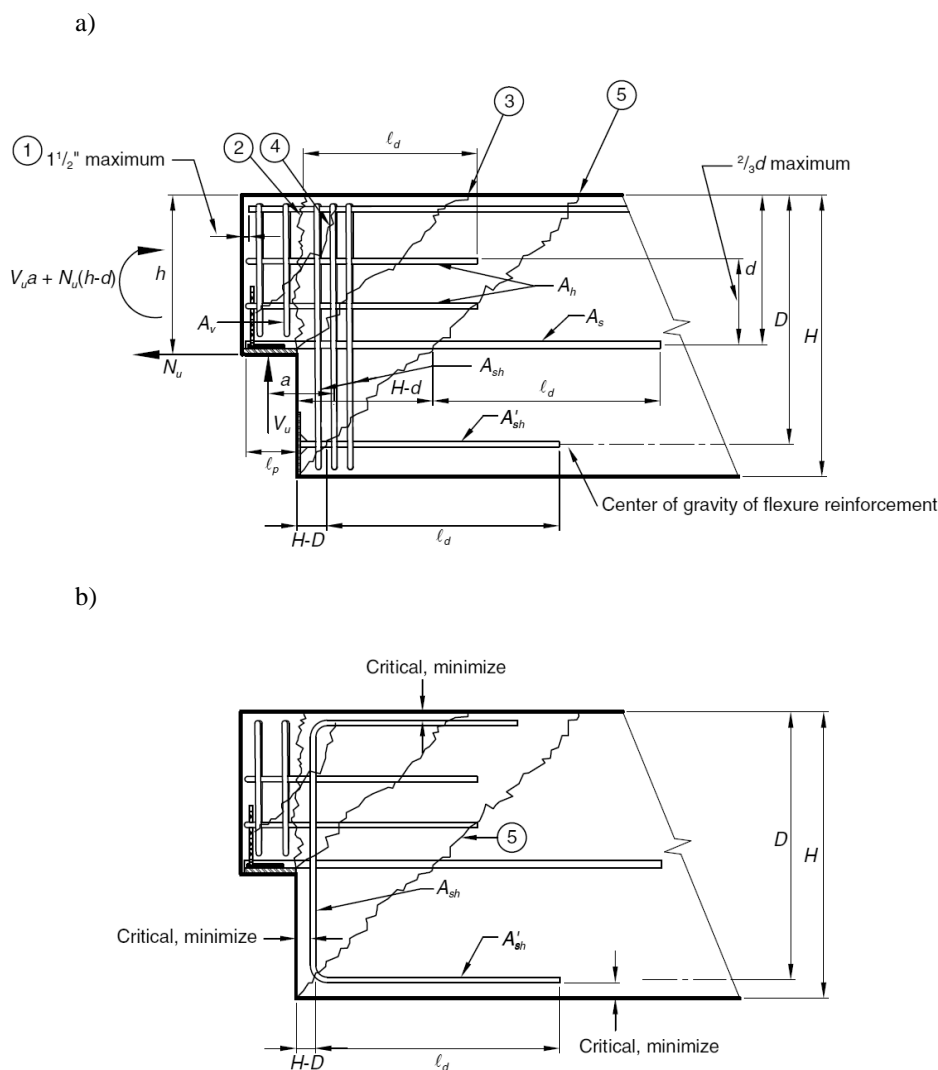 a)
3
5
1
1 1/2" maximum
2
4
ℓd
2/3d maximum
Vua + Nu(h-d)
h
Ah
d
D
H
Av
As
Nu
a
Ash
H-d
ℓd
Vu
A'sh
ℓp
Center of gravity of flexure reinforcement
H-D
ℓd
b)
Critical, minimize
5
D
H
Ash
Critical, minimize
A'sh
H-D
ℓd
Critical, minimize